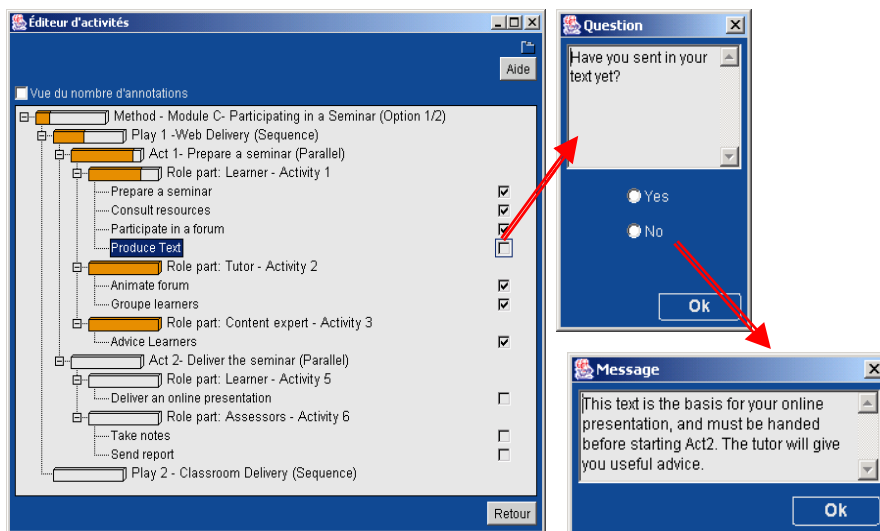 Éditeur d'activités
Aide
Vue du nombre d'annotations
Method - Module C- Participating in a Seminar (Option 1/2)
Play 1 -Web Delivery (Sequence)
Act 1- Prepare a seminar (Parallel)
Role part: Learner - Activity 1
Prepare a seminar
Consult resources
Participate in a forum
Produce Text
Role part: Tutor - Activity 2
Animate forum
Groupe learners
Role part: Content expert - Activity 3
Advice Learners
Act 2- Deliver the seminar (Parallel)
Role part: Learner - Activity 5
Deliver an online presentation
Role part: Assessors - Activity 6
Take notes
Send report
Play 2 - Classroom Delivery (Sequence)
Retour
Question
Have you sent in your
text yet?
Yes
No
Ok
Message
This text is the basis for your online
presentation, and must be handed
before starting Act2. The tutor will give
you useful advice.
Ok